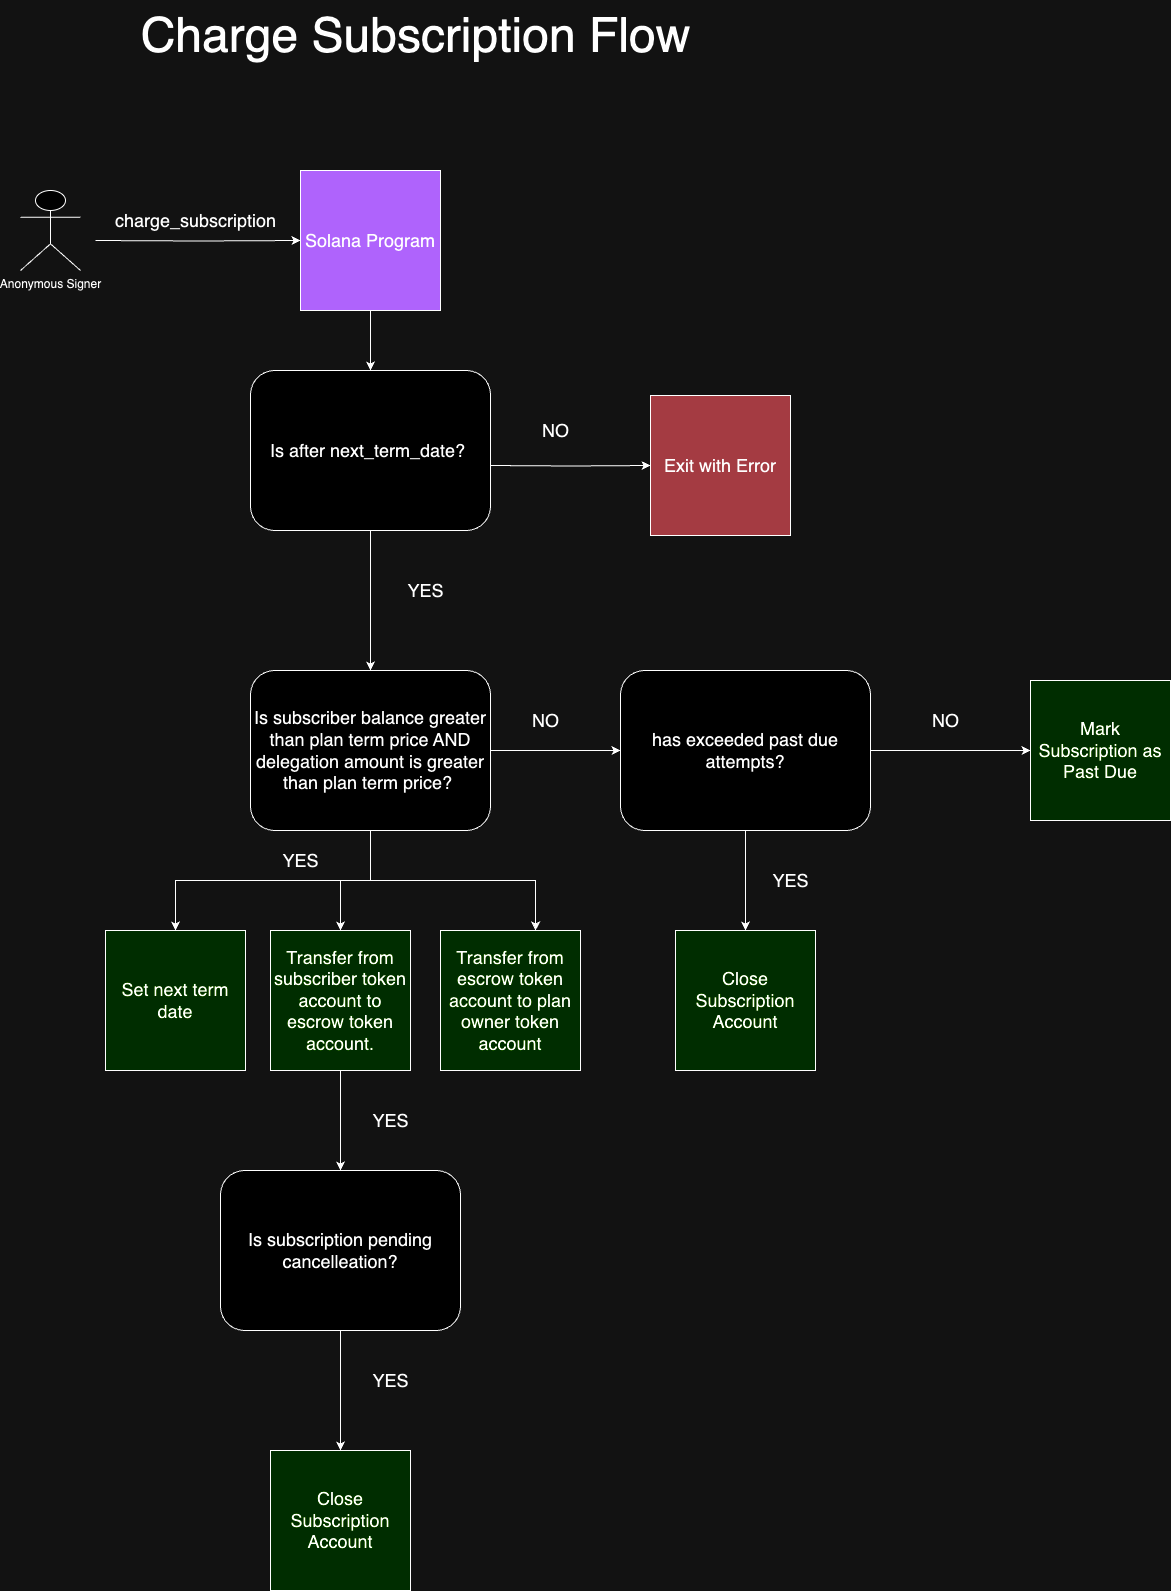 Charge Subscription Flow
charge_subscription
Anonymous Signer
Solana Program
Is after next_term_date?
NO
Exit with Error
YES
Is subscriber balance greater
than plan term price AND
delegation amount is greater
than plan term price?
NO
has exceeded past due
attempts?
NO
Mark
Subscription as
Past Due
YES
YES
Set next term
date
Transfer from
subscriber token
account to
escrow token
account.
Transfer from
escrow token
account to plan
owner token
account
Close
Subscription
Account
YES
Is subscription pending
cancelleation?
YES
Close
Subscription
Account